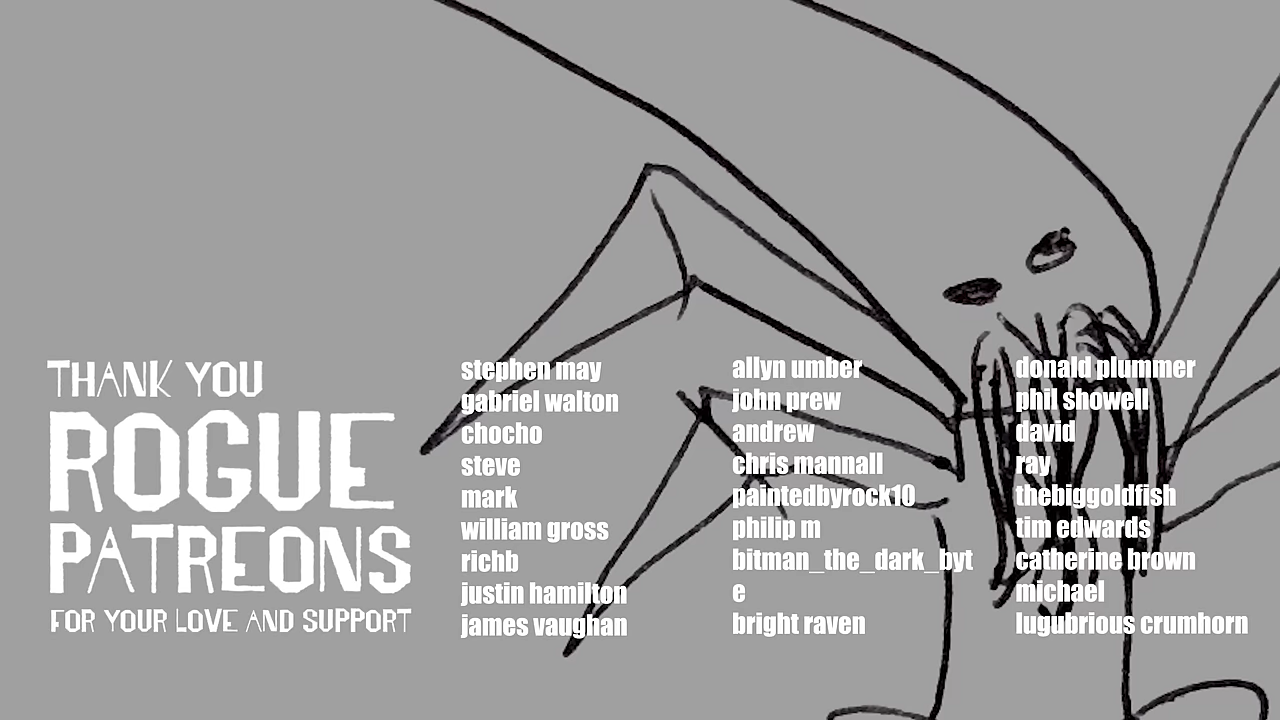 THANK YOU
ROGUE
PATREONS
FOR YOUR LOVE AND SUPPORT
stephen may
gabriel walton
chocho
steve
mark
william gross
richb
justin hamilton
james vaughan
allyn umber
john prew
andrew
chris mannall
paintedbyrock10
philip m
bitman_the_dark_byt
e
bright raven
donald plummer
phil showell
david
ray
thebiggoldfish
tim edwards
catherine brown
michael
lugubrious crumhorn